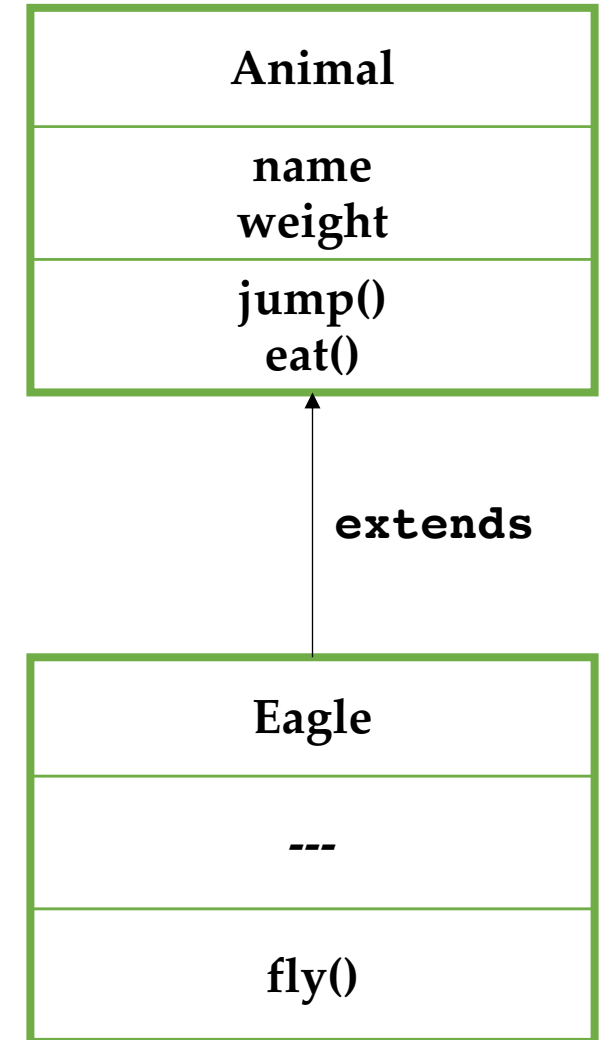 Animal
name
weight
jump()
eat()
extends
Eagle
---
fly()